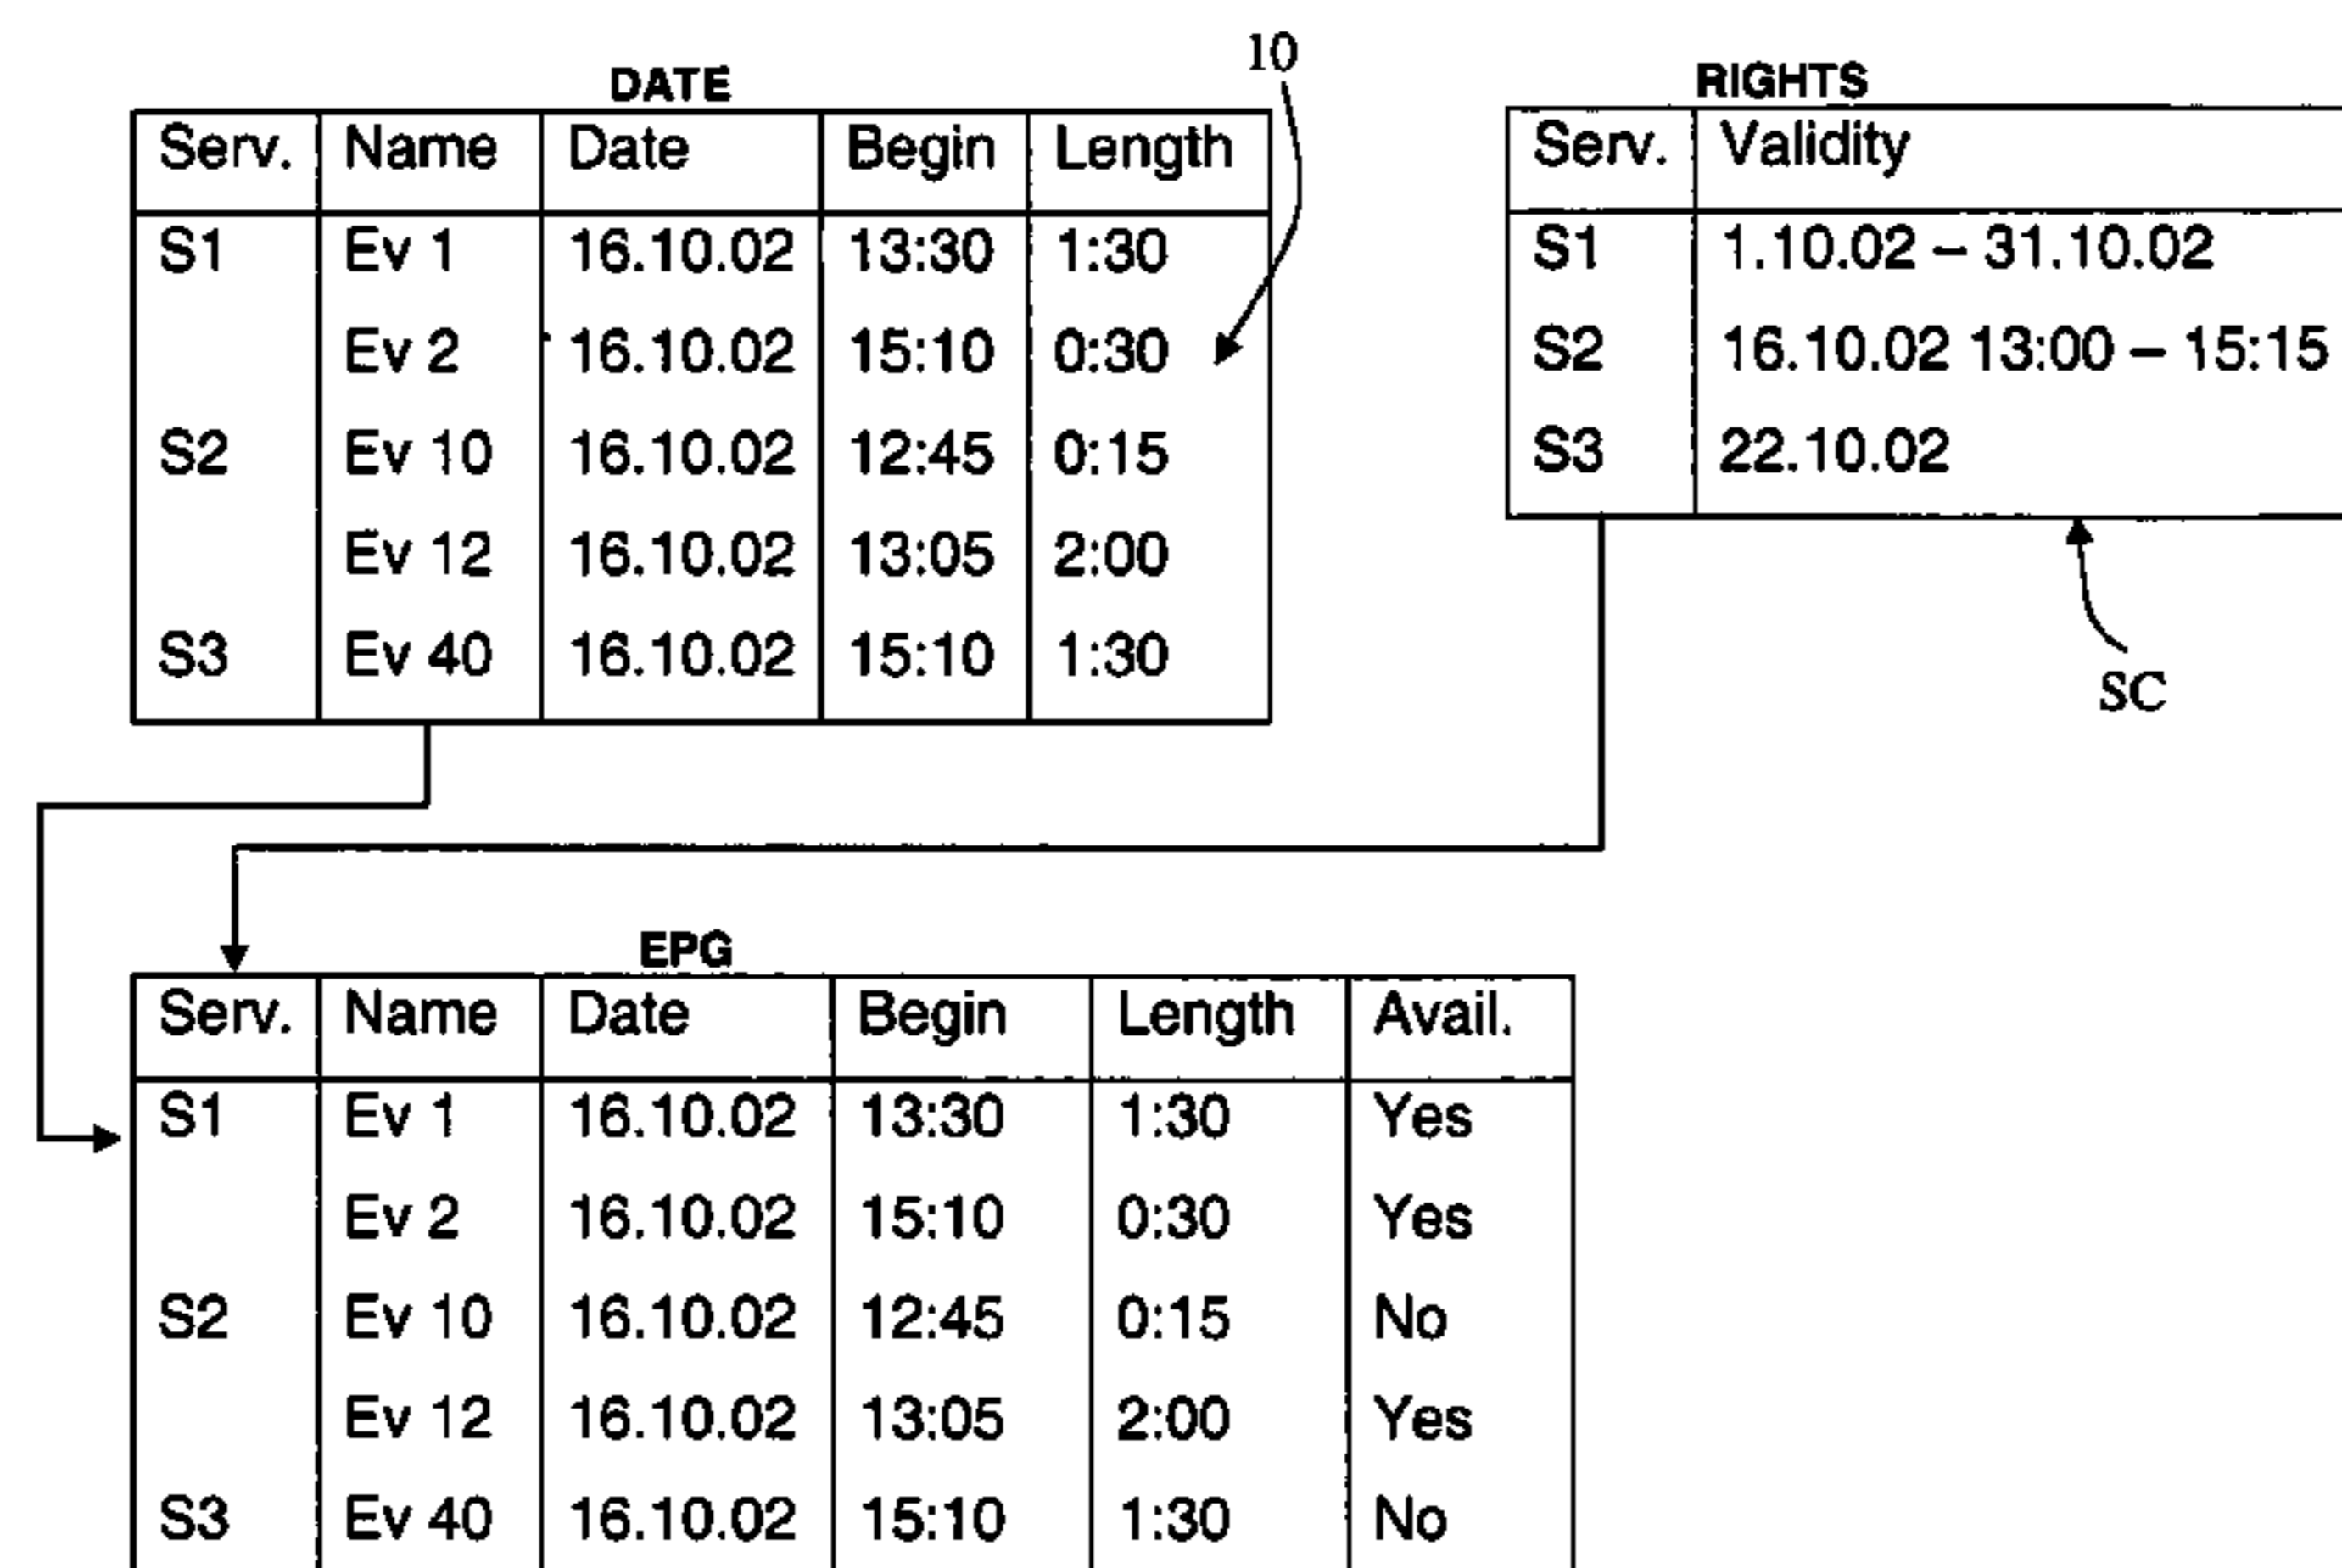 10
DATE
Serv. Name Date Begin Length
S1 Ev 1 16.10.02 13:30 1:30
Ev 2 16.10.02 15:10 0:30
S2 Ev 10 16.10.02 12:45 0:15
Ev 12 16.10.02 13:05 2:00
S3 Ev 40 16.10.02 15:10 1:30
RIGHTS
Serv. Validity
S1 1.10.02 – 31.10.02
S2 16.10.02 13:00 – 15:15
S3 22.10.02
SC
EPG
Serv. Name Date Begin Length Avail.
S1 Ev 1 16.10.02 13:30 1:30 Yes
Ev 2 16.10.02 15:10 0:30 Yes
S2 Ev 10 16.10.02 12:45 0:15 No
Ev 12 16.10.02 13:05 2:00 Yes
S3 Ev 40 16.10.02 15:10 1:30 No